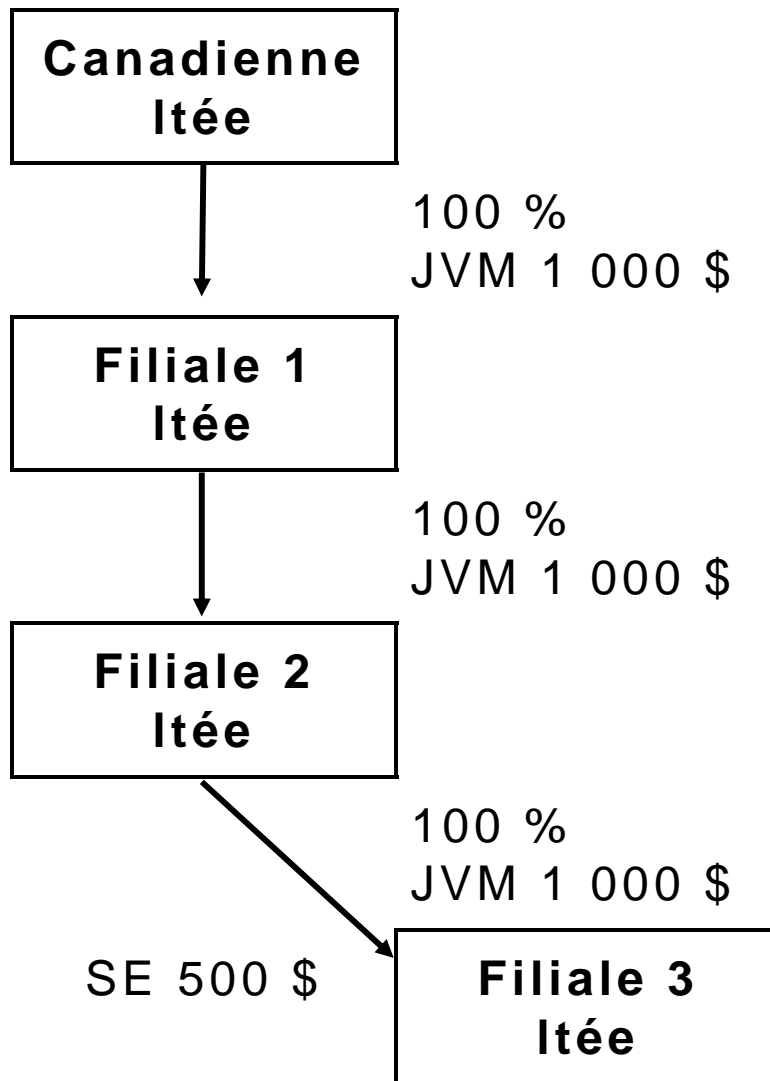 Canadienne
ltée
100 %
JVM 1 000 $
Filiale 1
ltée
100 %
JVM 1 000 $
Filiale 2
ltée
100 %
JVM 1 000 $
SE 500 $
Filiale 3
ltée